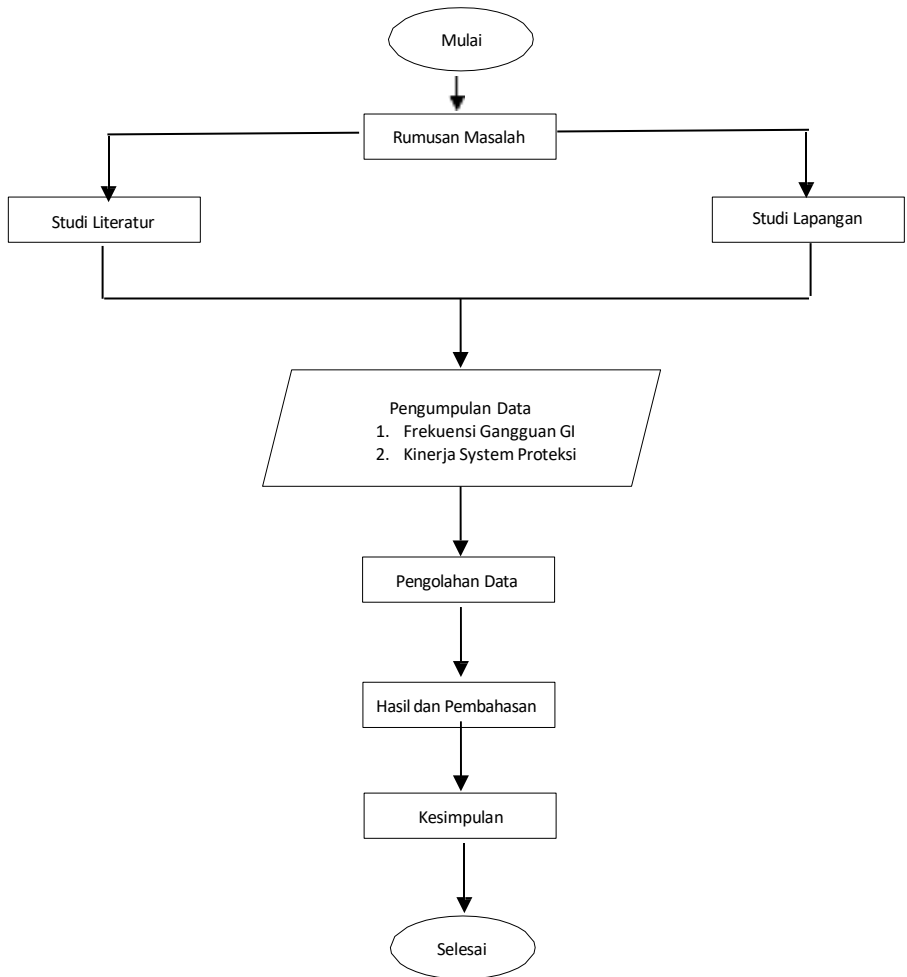 Mulai
Rumusan Masalah
Studi Literatur
Studi Lapangan
Pengumpulan Data
1. Frekuensi Gangguan GI
2. Kinerja System Proteksi
Pengolahan Data
Hasil dan Pembahasan
Kesimpulan
Selesai